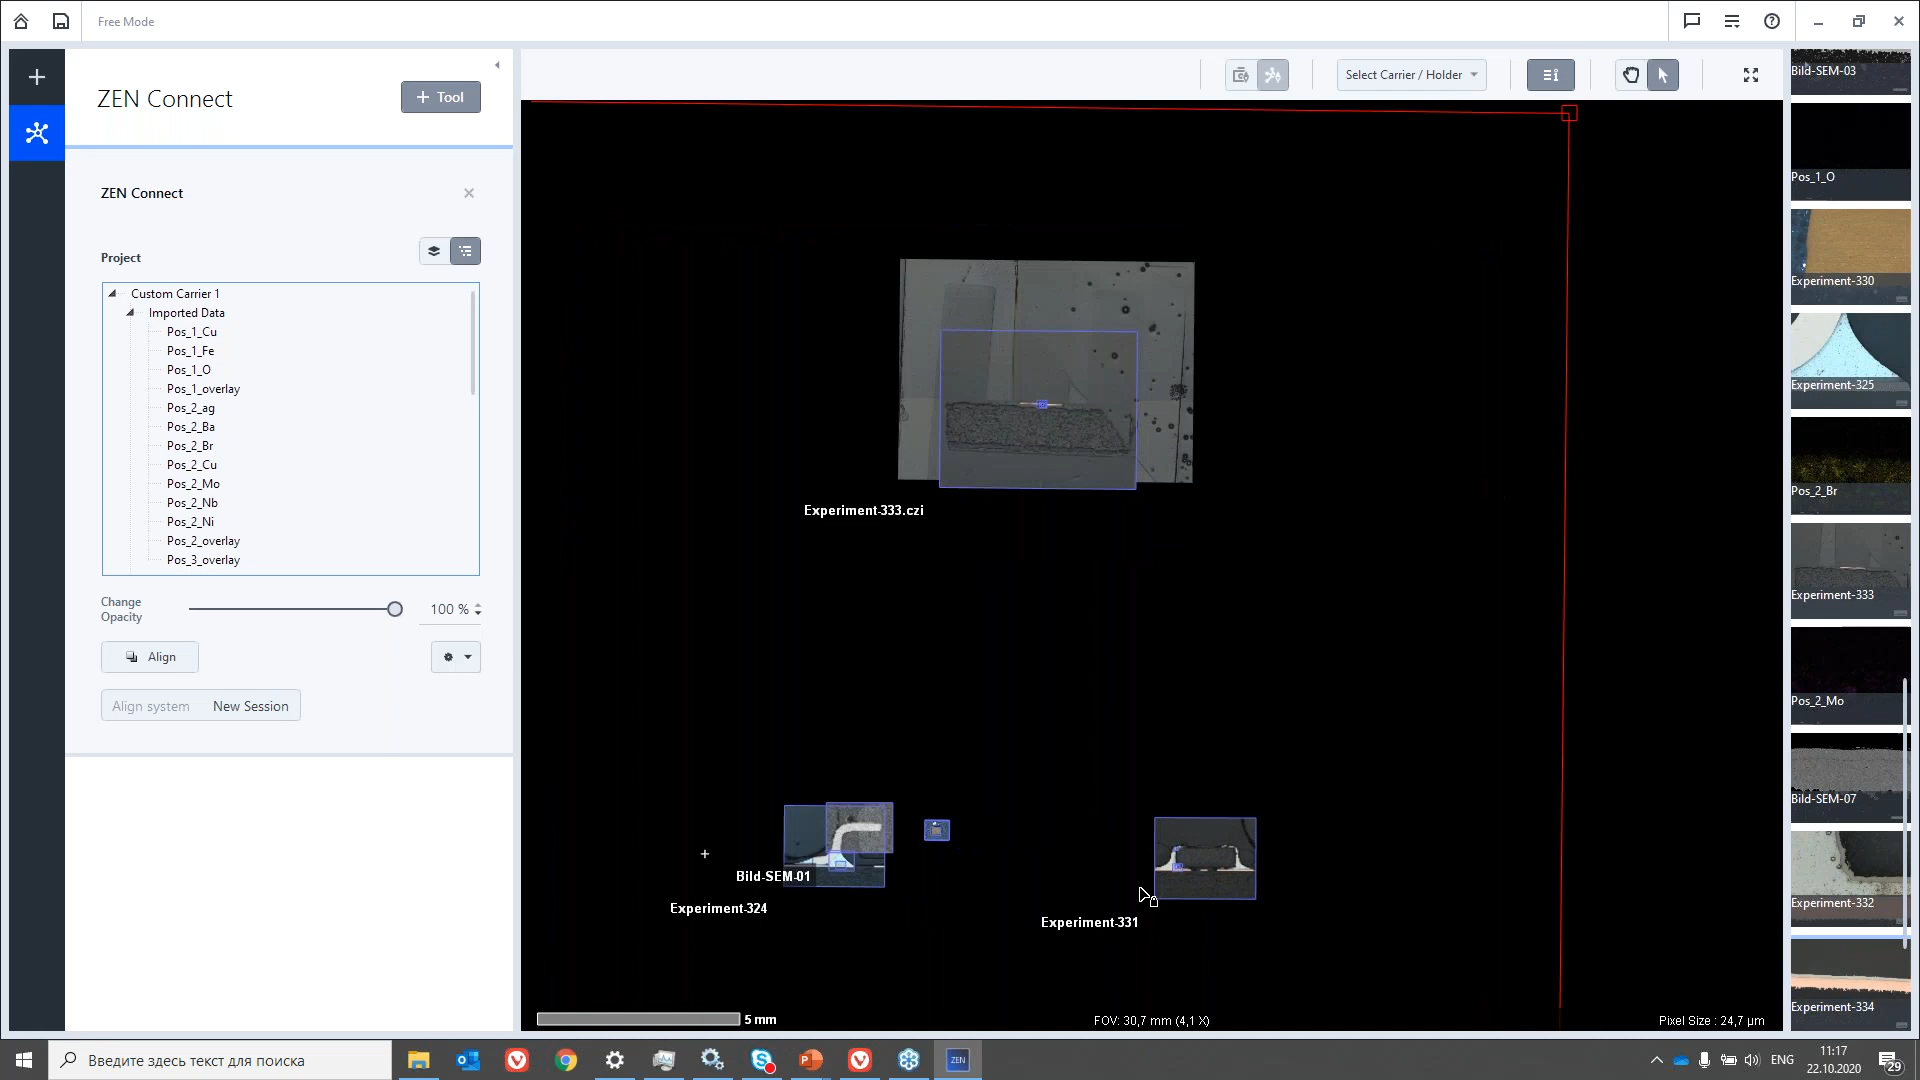 Free Mode
ZEN Connect
Tool
ZEN Connect
Project
Custom Carrier 1
Imported Data
Pos_1_Cu
Pos_1_Fe
Pos_1_O
Pos_1_overlay
Pos_2_ag
Pos_2_Ba
Pos_2_Br
Pos_2_Cu
Pos_2_Mo
Pos_2_Nb
Pos_2_Ni
Pos_2_overlay
Pos_3_overlay
Change
Opacity
100 %
Align
Align system
New Session
Select Carrier / Holder
Experiment-333.czi
Bild-SEM-01
Experiment-324
Experiment-331
5 mm
FOV: 30,7 mm (4,1 X)
Pixel Size : 24,7 µm
Bild-SEM-03
Pos_1_O
Experiment-330
Experiment-325
Pos_2_Br
Experiment-333
Pos_2_Mo
Bild-SEM-07
Experiment-332
Experiment-334
Введите здесь текст для поиска
ZEN
ENG
11:17
22.10.2020
29